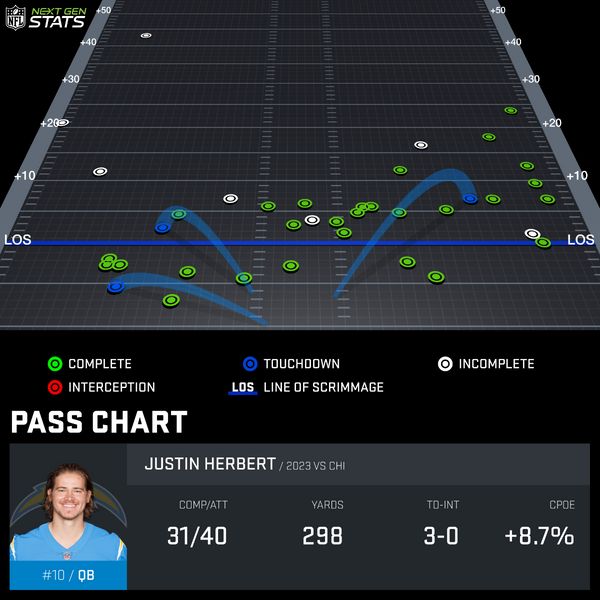 NFL NEXT GEN STATS
+50 +50
+40 +40
+30 +30
+20 +20
+10 +10
LOS LOS
COMPLETE TOUCHDOWN INCOMPLETE
INTERCEPTION LOS LINE OF SCRIMMAGE
PASS CHART
JUSTIN HERBERT / 2023 VS CHI
COMP/ATT YARDS TD-INT CPOE
31/40 298 3-0 +8.7%
#10 / QB